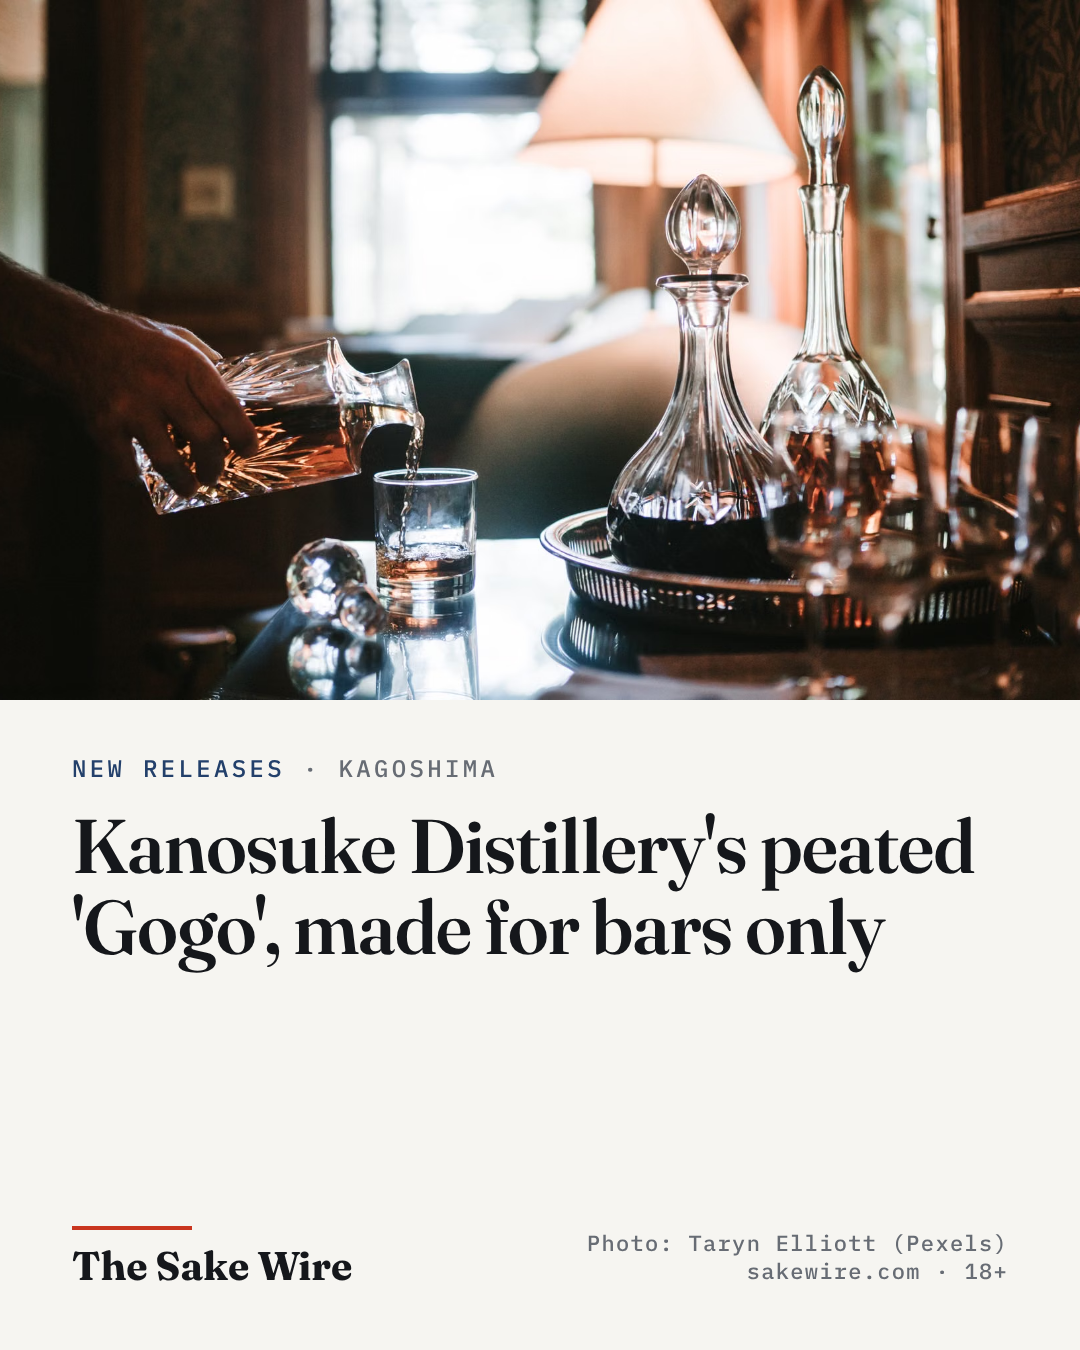 NEW RELEASES · KAGOSHIMA
Kanosuke Distillery's peated
'Gogo', made for bars only
The Sake Wire
Photo: Taryn Elliott (Pexels)
sakewire.com · 18+